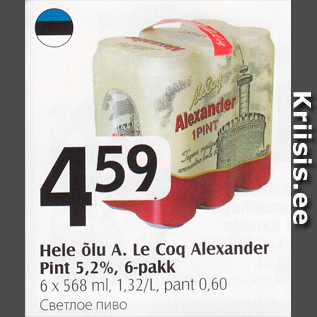 A. Le Coq
Alexander
1PINT
4.59
Hele õlu A. Le Coq Alexander
Pint 5,2%, 6-pakk
6 x 568 ml, 1,32/L, pant 0,60
Светлое пиво
Kriisis.ee